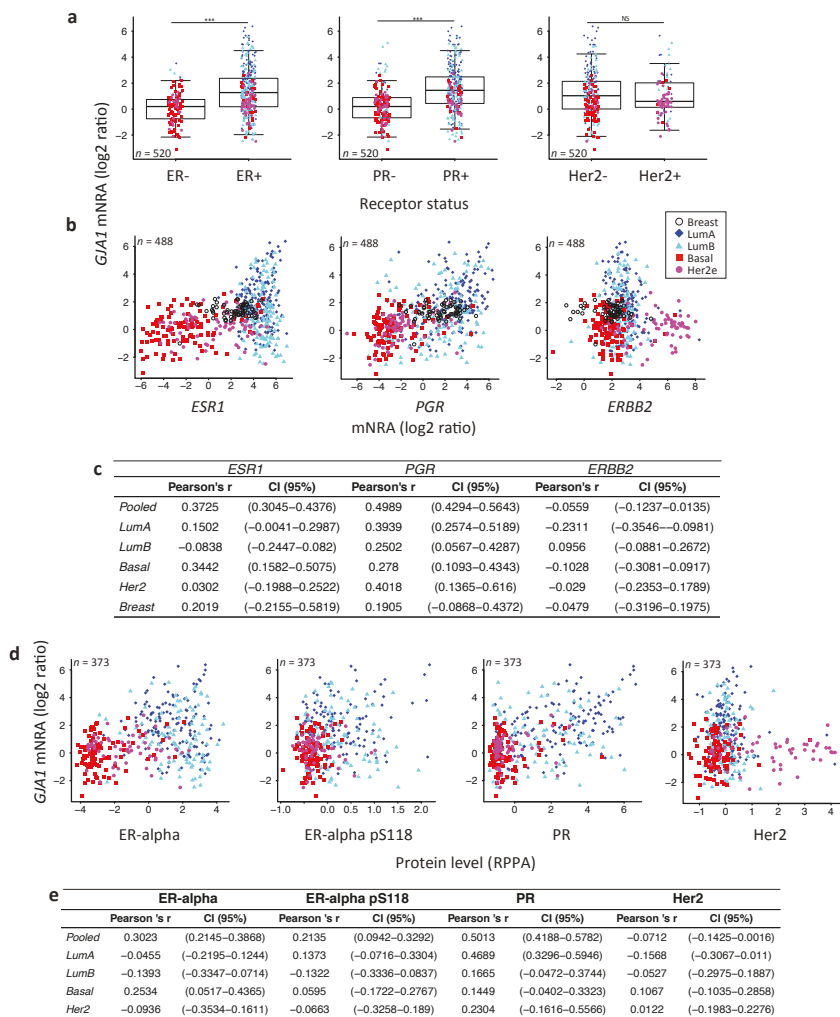 a
***
***
NS
GJA1 mNRA (log2 ratio)
6
4
2
0
−2
n = 520
n = 520
n = 520
ER-
ER+
PR-
PR+
Her2-
Her2+
Receptor status
b
n = 488
n = 488
n = 488
Breast
LumA
LumB
Basal
Her2e
6
4
2
0
−2
−6 −4 −2 0 2 4 6
−6 −4 −2 0 2 4 6
−2 0 2 4 6 8
ESR1
PGR
ERBB2
mNRA (log2 ratio)
c
ESR1 PGR ERBB2
Pearson's r CI (95%) Pearson's r CI (95%) Pearson's r CI (95%)
Pooled 0.3725 (0.3045−0.4376) 0.4989 (0.4294−0.5643) −0.0559 (−0.1237−0.0135)
LumA 0.1502 (−0.0041−0.2987) 0.3939 (0.2574−0.5189) −0.2311 (−0.3546−−0.0981)
LumB −0.0838 (−0.2447−0.082) 0.2502 (0.0567−0.4287) 0.0956 (−0.0881−0.2672)
Basal 0.3442 (0.1582−0.5075) 0.278 (0.1093−0.4343) −0.1028 (−0.3081−0.0917)
Her2 0.0302 (−0.1988−0.2522) 0.4018 (0.1365−0.616) −0.029 (−0.2353−0.1789)
Breast 0.2019 (−0.2155−0.5819) 0.1905 (−0.0868−0.4372) −0.0479 (−0.3196−0.1975)
d
GJA1 mNRA (log2 ratio)
n = 373
n = 373
n = 373
n = 373
6
4
2
0
−2
−4 −2 0 2 4
−1.0 0.0 0.5 1.0 1.5 2.0
0 2 4 6
−1 0 1 2 3 4
ER-alpha
ER-alpha pS118
PR
Her2
Protein level (RPPA)
e
ER-alpha ER-alpha pS118 PR Her2
Pearson 's r CI (95%) Pearson 's r CI (95%) Pearson 's r CI (95%) Pearson 's r CI (95%)
Pooled 0.3023 (0.2145−0.3868) 0.2135 (0.0942−0.3292) 0.5013 (0.4188−0.5782) −0.0712 (−0.1425−0.0016)
LumA −0.0455 (−0.2195−0.1244) 0.1373 (−0.0716−0.3304) 0.4689 (0.3296−0.5946) −0.1568 (−0.3067−0.011)
LumB −0.1393 (−0.3347−0.0714) −0.1322 (−0.3336−0.0837) 0.1665 (−0.0472−0.3744) −0.0527 (−0.2975−0.1887)
Basal 0.2534 (0.0517−0.4365) 0.0595 (−0.1722−0.2767) 0.1449 (−0.0402−0.3323) 0.1067 (−0.1035−0.2858)
Her2 −0.0936 (−0.3534−0.1611) −0.0663 (−0.3258−0.189) 0.2304 (−0.1616−0.5566) 0.0122 (−0.1983−0.2276)